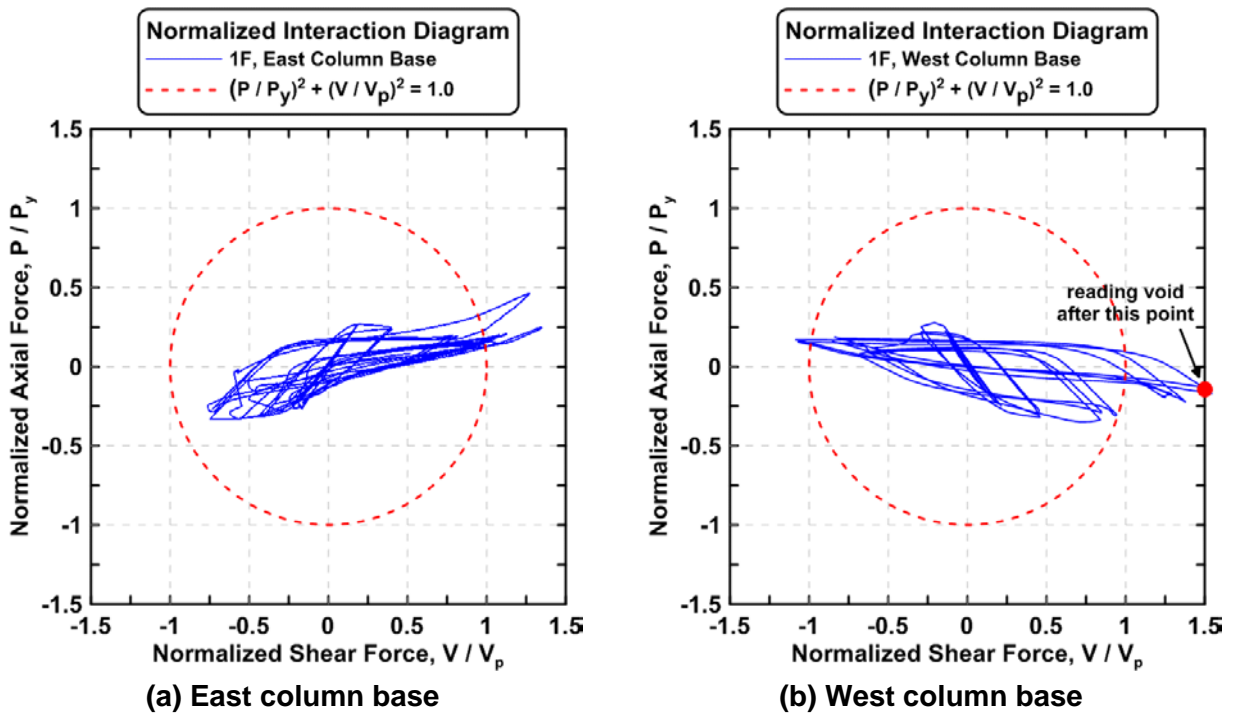 Normalized Interaction Diagram
1F, East Column Base
(P / Py)2 + (V / Vp)2 = 1.0
1.5
1
0.5
0
-0.5
-1
-1.5
Normalized Axial Force, P / Py
-1.5 -1 -0.5 0 0.5 1 1.5
Normalized Shear Force, V / Vp
(a) East column base
Normalized Interaction Diagram
1F, West Column Base
(P / Py)2 + (V / Vp)2 = 1.0
1.5
1
0.5
0
-0.5
-1
-1.5
Normalized Axial Force, P / Py
reading void
after this point
-1.5 -1 -0.5 0 0.5 1 1.5
Normalized Shear Force, V / Vp
(b) West column base